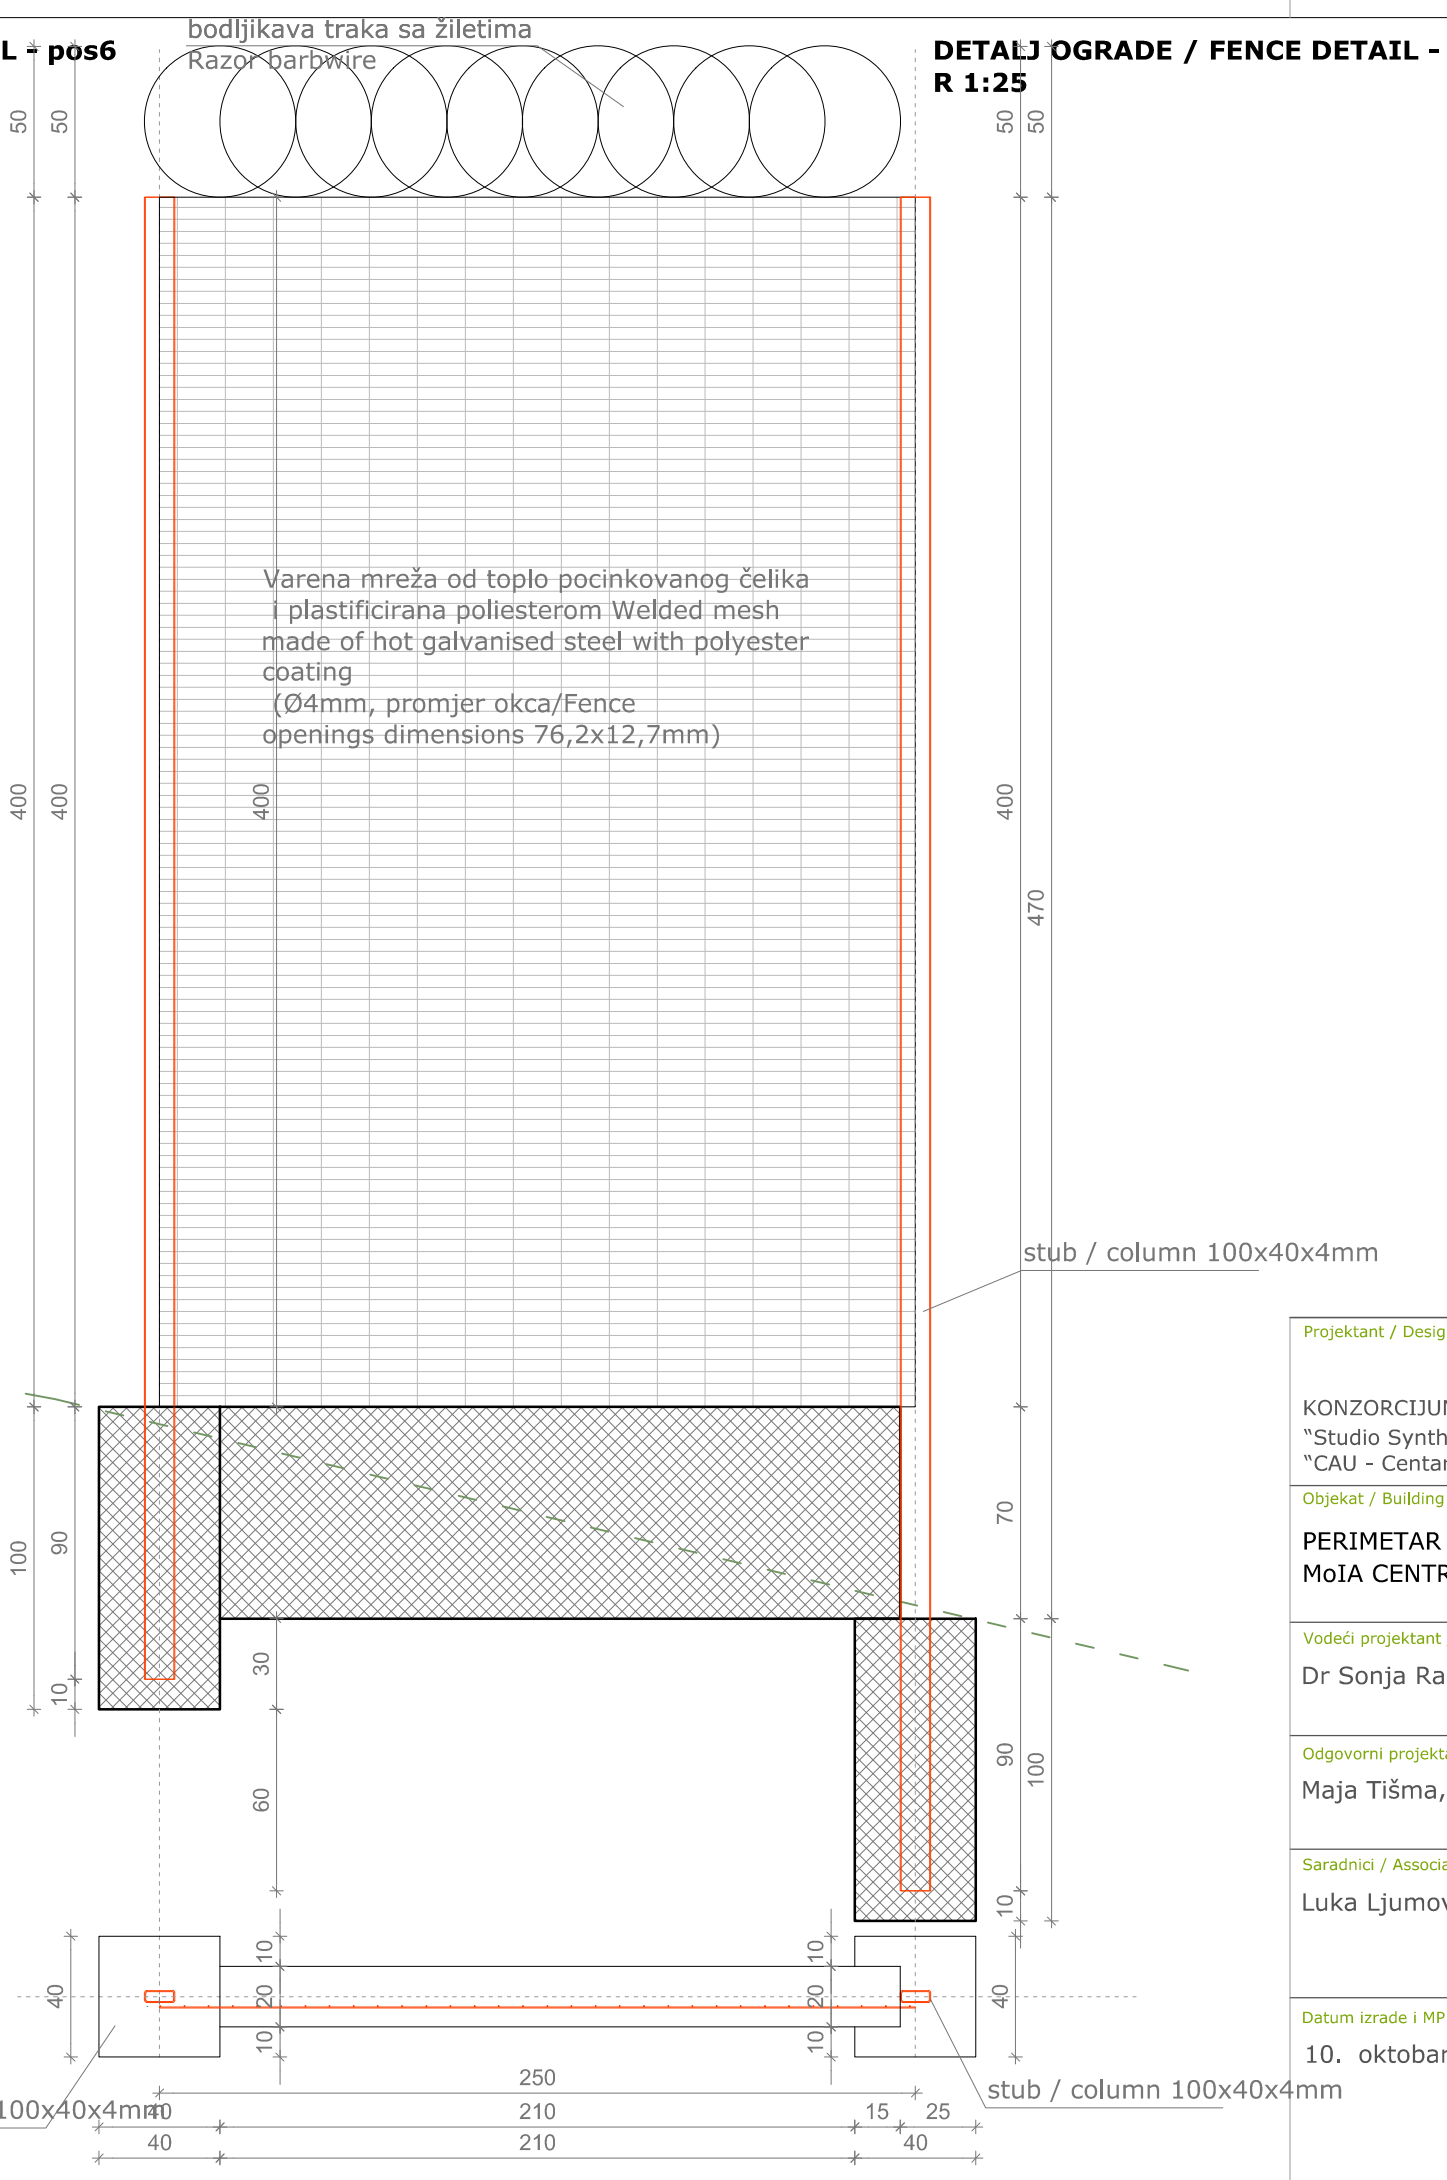 bodljikava traka sa žiletima
Razor barbwire
L - pos6
DETALJ OGRADE / FENCE DETAIL -
R 1:25
50
50
50
50
Varena mreža od toplo pocinkovanog čelika
i plastificirana poliesterom Welded mesh
made of hot galvanised steel with polyester
coating
(Ø4mm, promjer okca/Fence
openings dimensions 76,2x12,7mm)
400
400
400
400
470
stub / column 100x40x4mm
100
90
10
30
60
70
90
10
100
40
10
20
10
10
20
10
40
250
100x40x4mm
40
210
15
25
40
210
40
stub / column 100x40x4mm
Projektant / Desig
KONZORCIJUM
"Studio Synth
"CAU - Centar
Objekat / Building
PERIMETAR
MoIA CENTR
Vodeći projektant
Dr Sonja Ra
Odgovorni projekta
Maja Tišma,
Saradnici / Associa
Luka Ljumov
Datum izrade i MP
10. oktobar